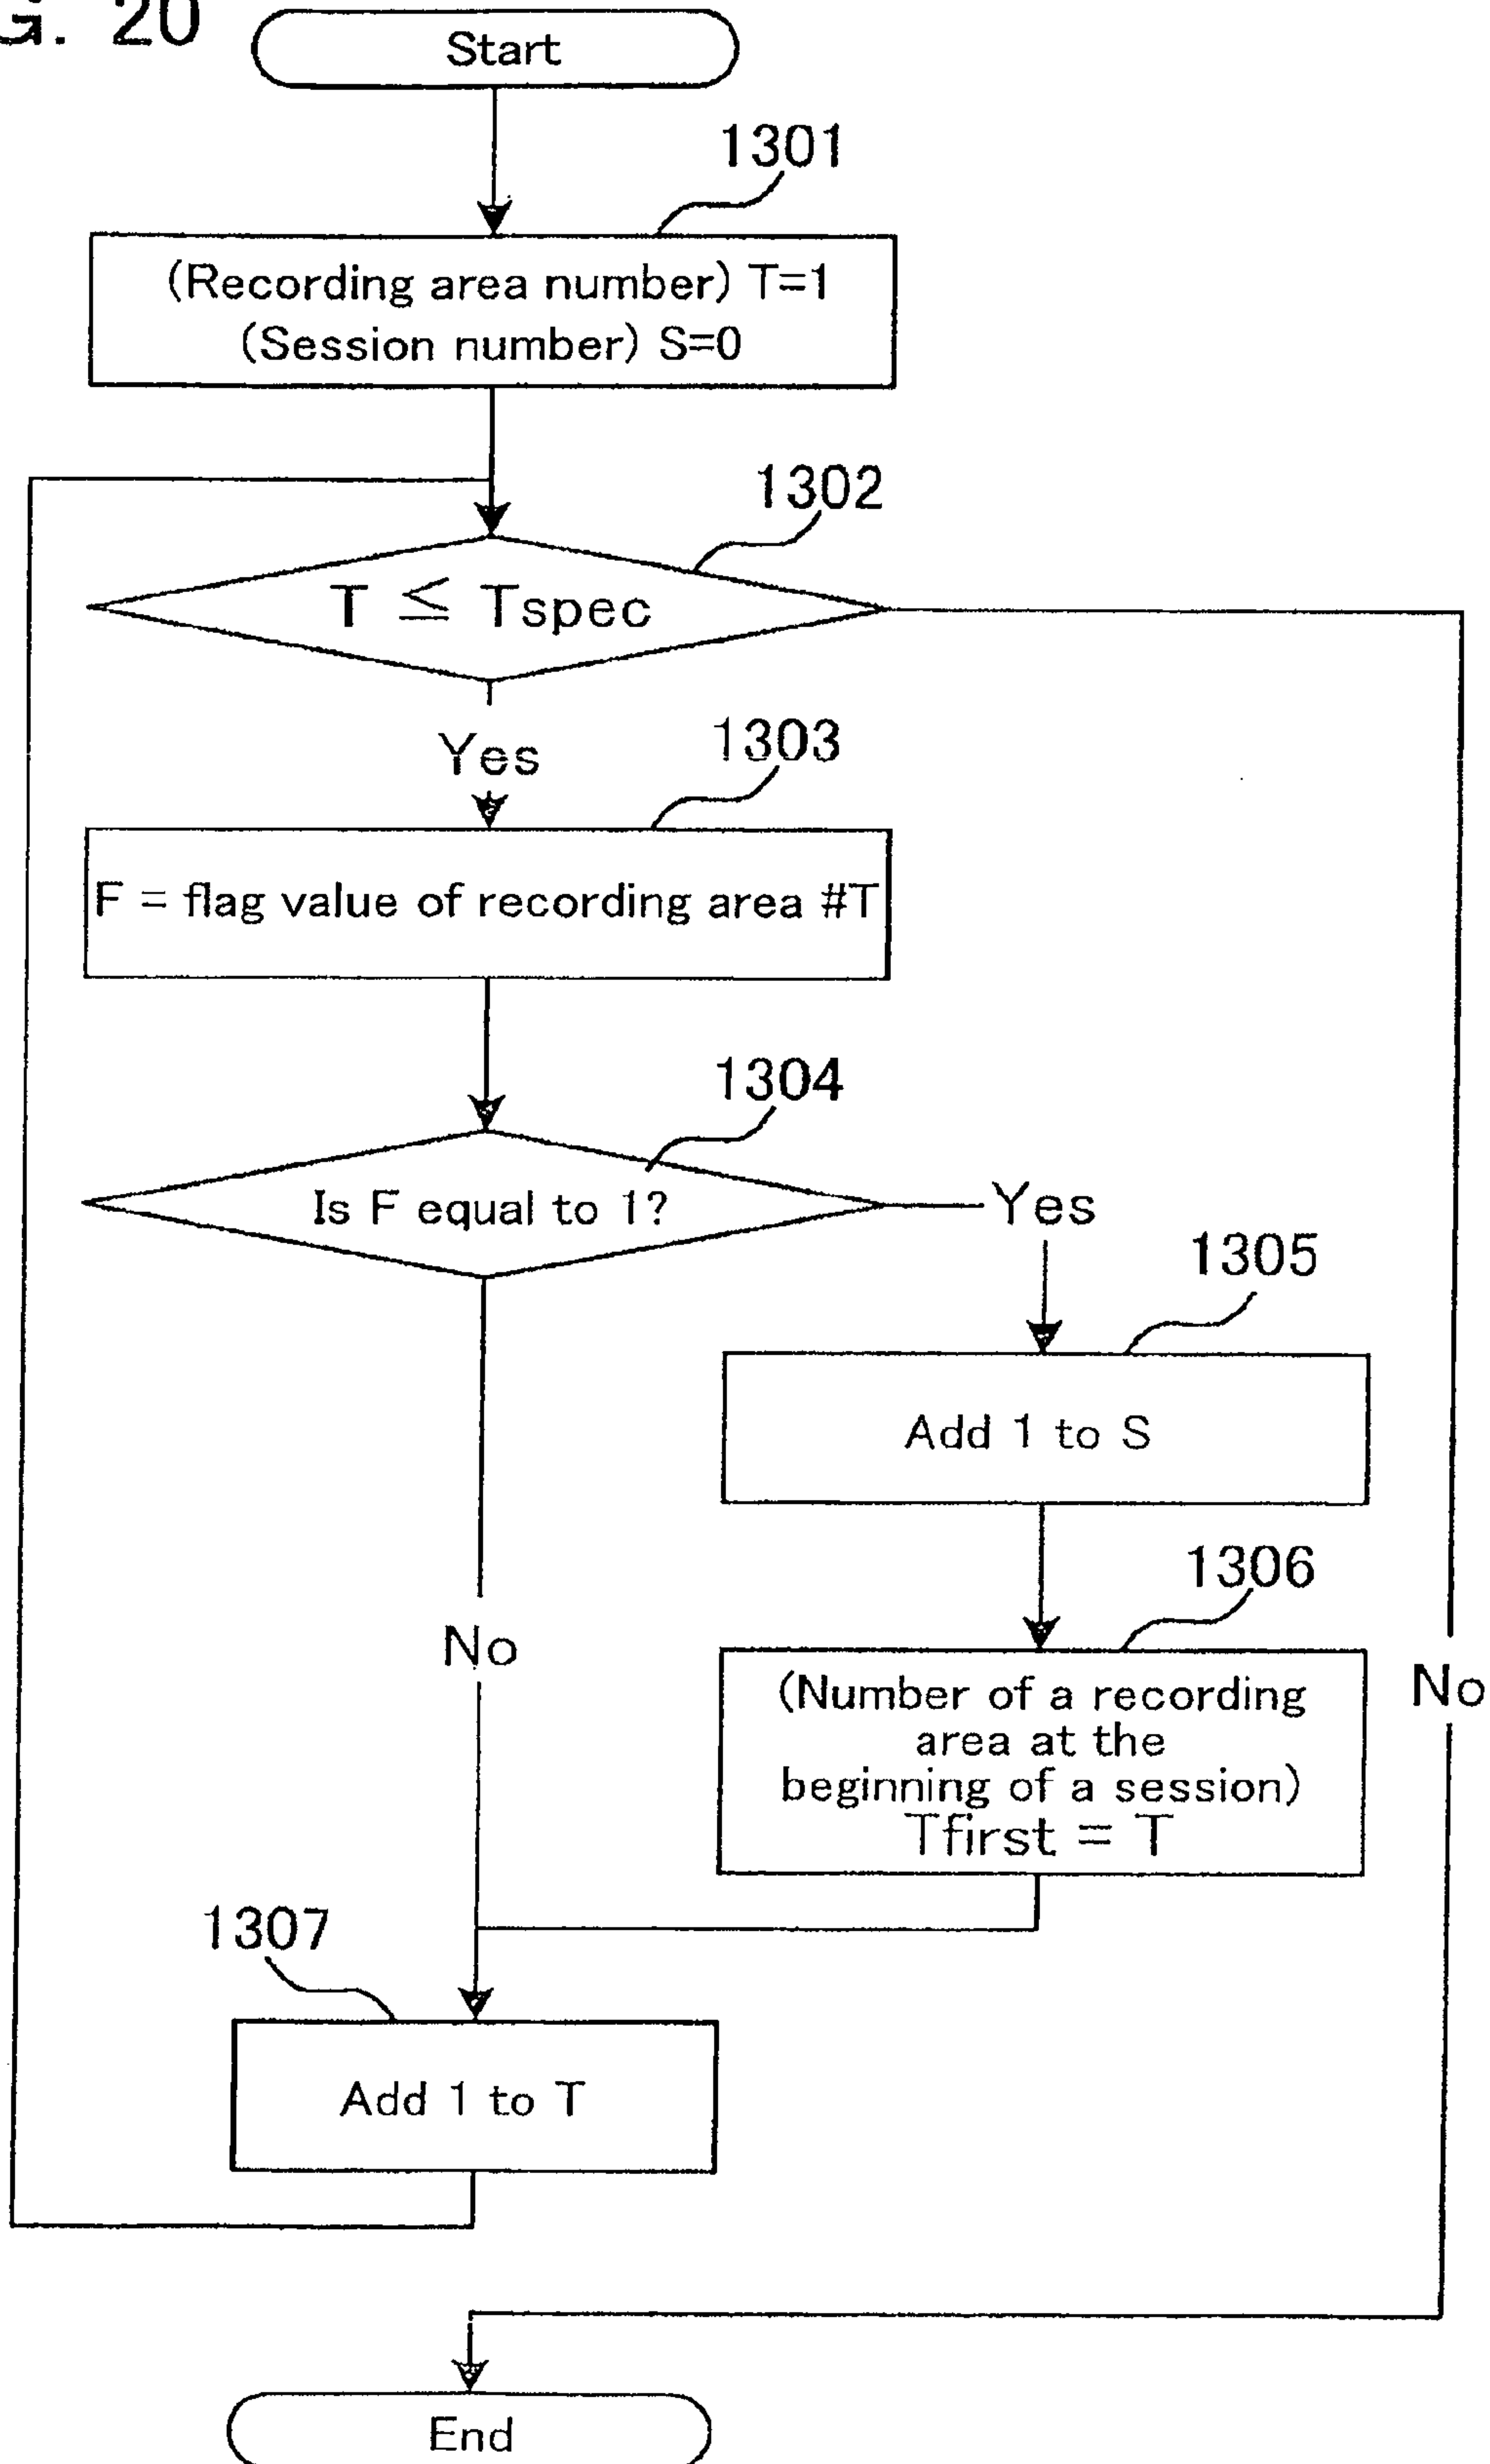 G. 20
Start
1301
(Recording area number) T=1
(Session number) S=0
1302
T ≤ Tspec
Yes
1303
F = flag value of recording area #T
1304
Is F equal to 1?
Yes
1305
Add 1 to S
1306
No
(Number of a recording
area at the
beginning of a session)
Tfirst = T
No
1307
Add 1 to T
End